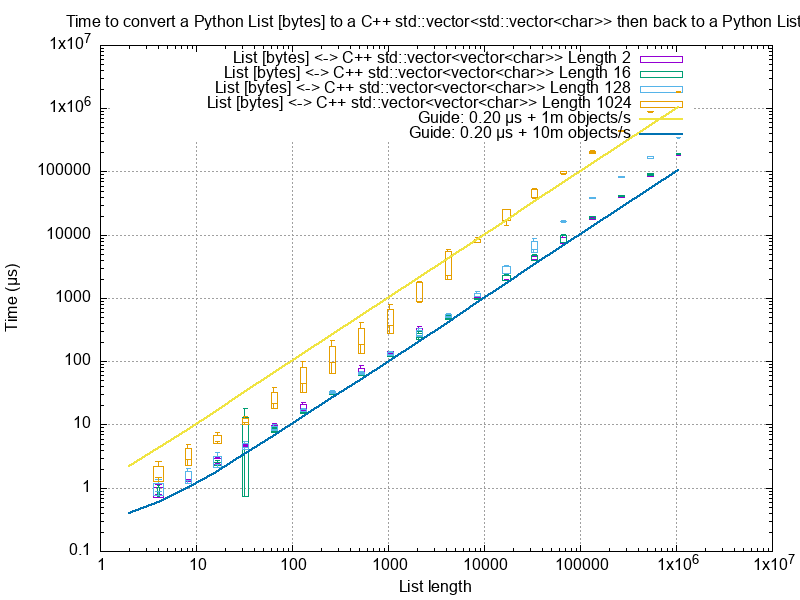 Time to convert a Python List [bytes] to a C++ std::vector<std::vector<char>> then back to a Python List
1x10^7
1x10^6
100000
10000
1000
100
10
1
0.1
Time (μs)
List [bytes] <-> C++ std::vector<vector<char>> Length 2
List [bytes] <-> C++ std::vector<vector<char>> Length 16
List [bytes] <-> C++ std::vector<vector<char>> Length 128
List [bytes] <-> C++ std::vector<vector<char>> Length 1024
Guide: 0.20 μs + 1m objects/s
Guide: 0.20 μs + 10m objects/s
1 10 100 1000 10000 100000 1x10^6 1x10^7
List length